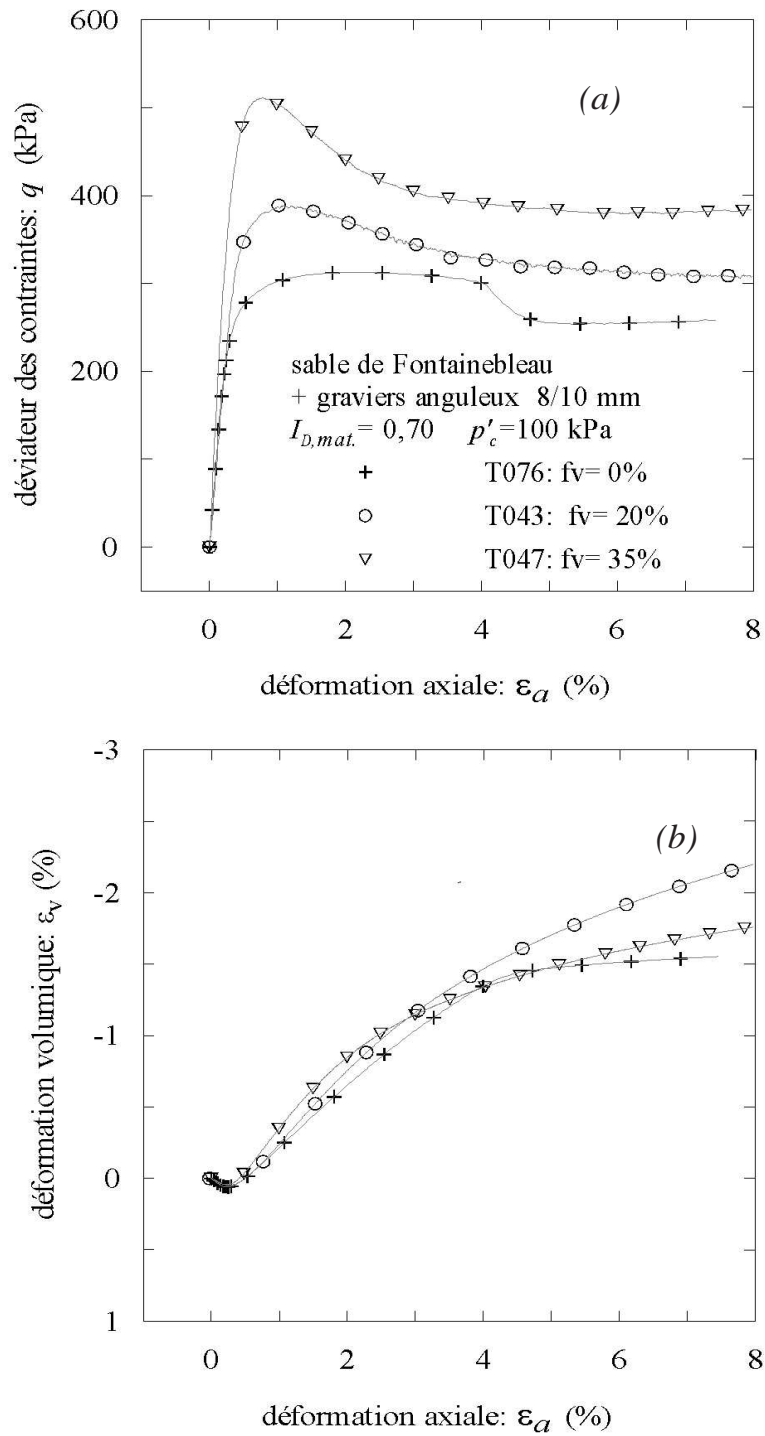 600
400
200
0
déviateur des contraintes: q (kPa)
(a)
sable de Fontainebleau
+ graviers anguleux 8/10 mm
I_{D,mat.}= 0,70 p'_c=100 kPa
+ T076: fv= 0%
○ T043: fv= 20%
▽ T047: fv= 35%
0 2 4 6 8
déformation axiale: ε_a (%)
-3
-2
-1
0
1
déformation volumique: ε_v (%)
(b)
0 2 4 6 8
déformation axiale: ε_a (%)